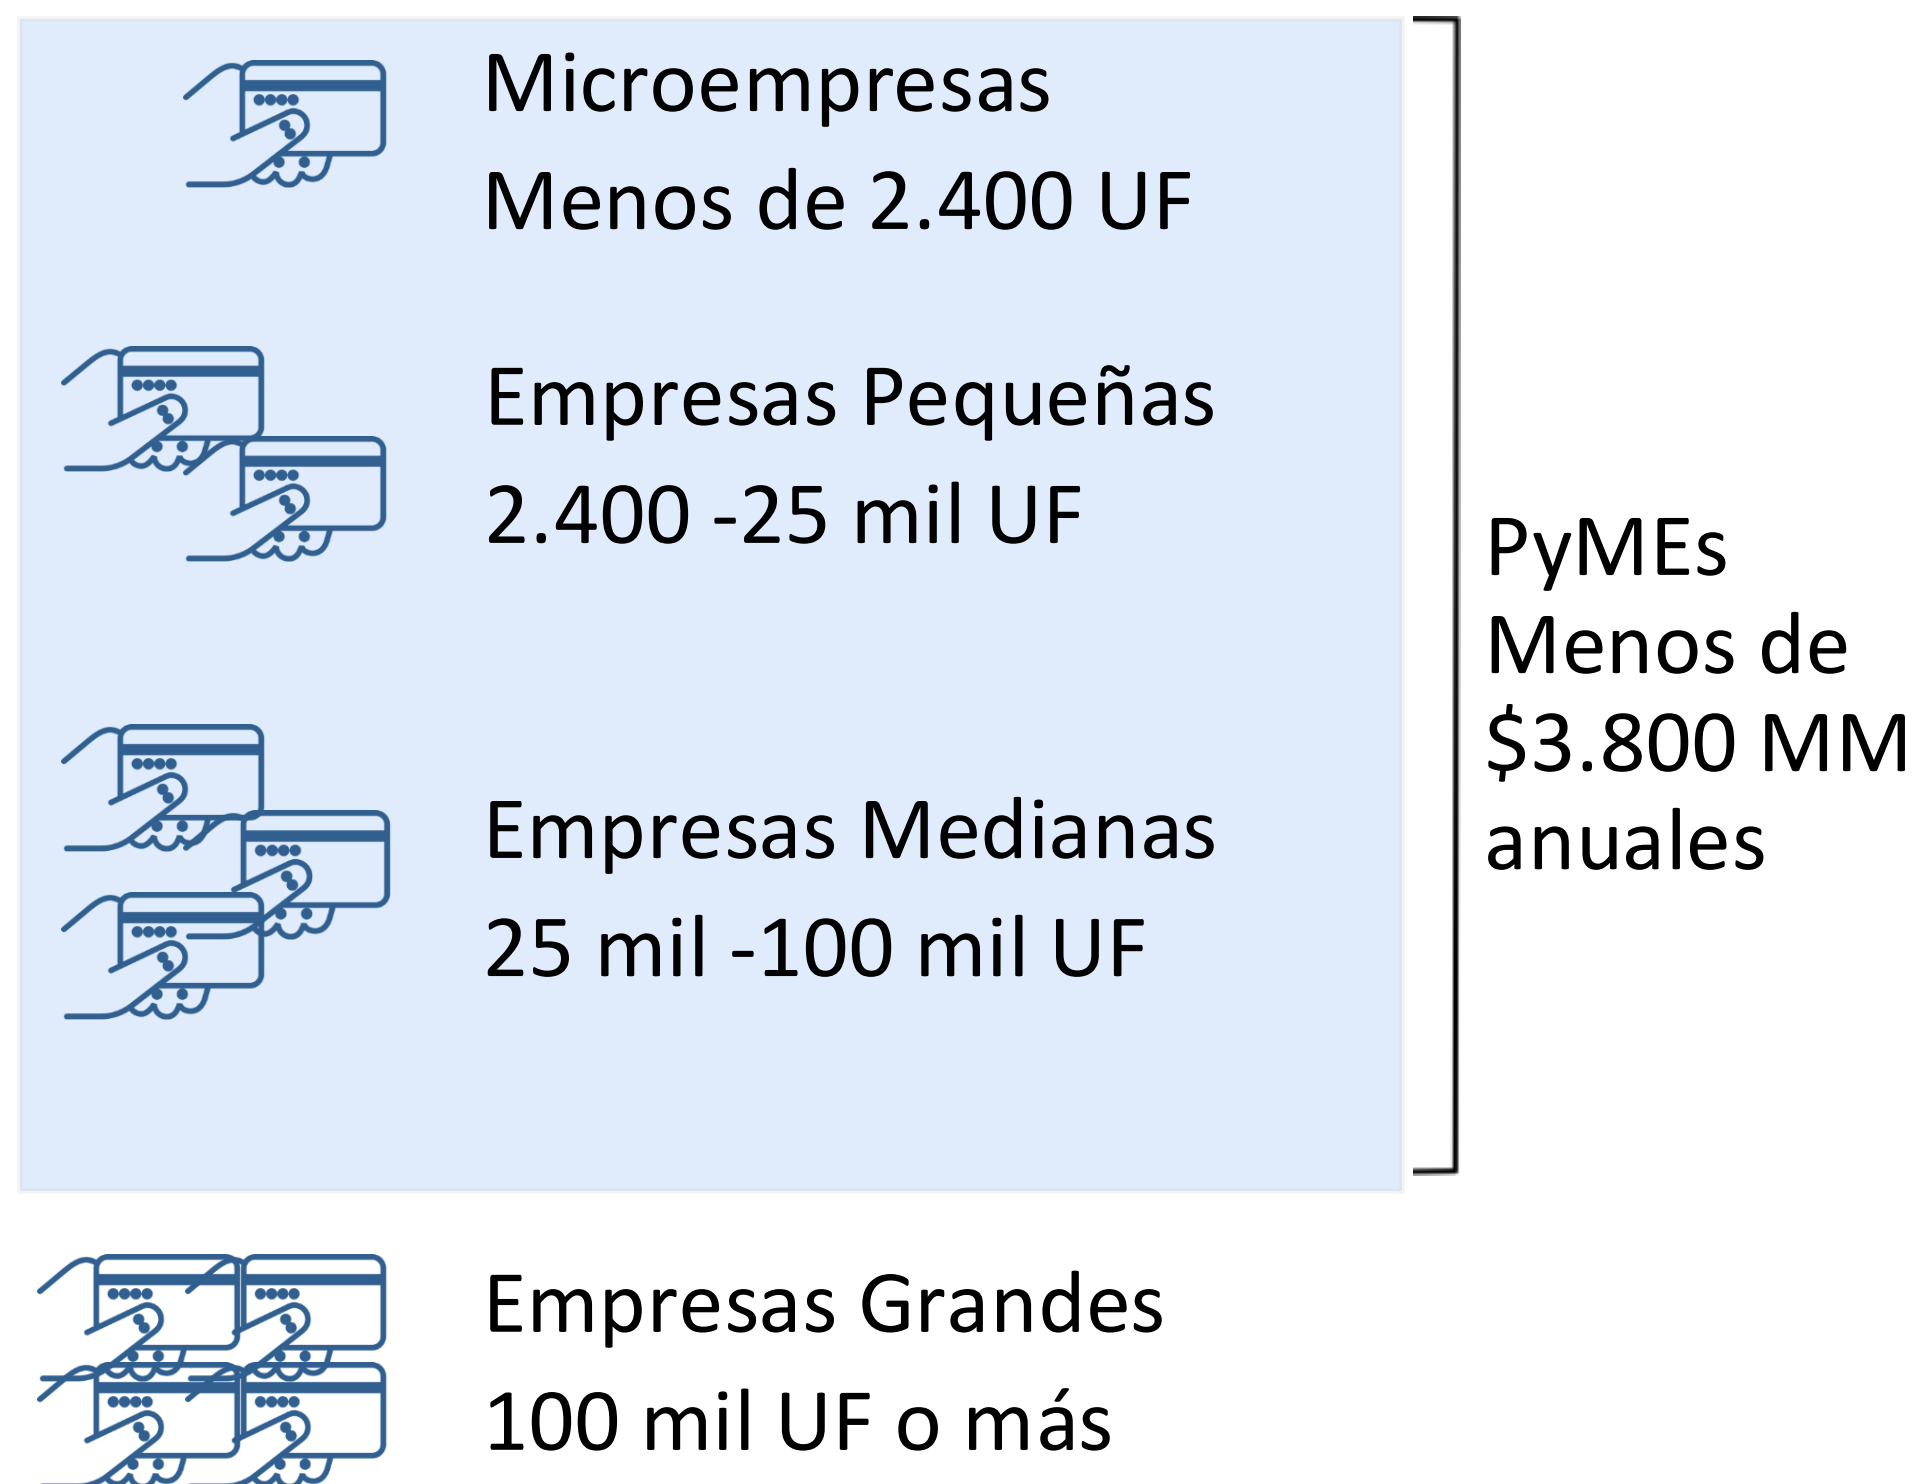 Microempresas
Menos de 2.400 UF
Empresas Pequeñas
2.400 -25 mil UF
Empresas Medianas
25 mil -100 mil UF
PyMEs
Menos de
$3.800 MM
anuales
Empresas Grandes
100 mil UF o más